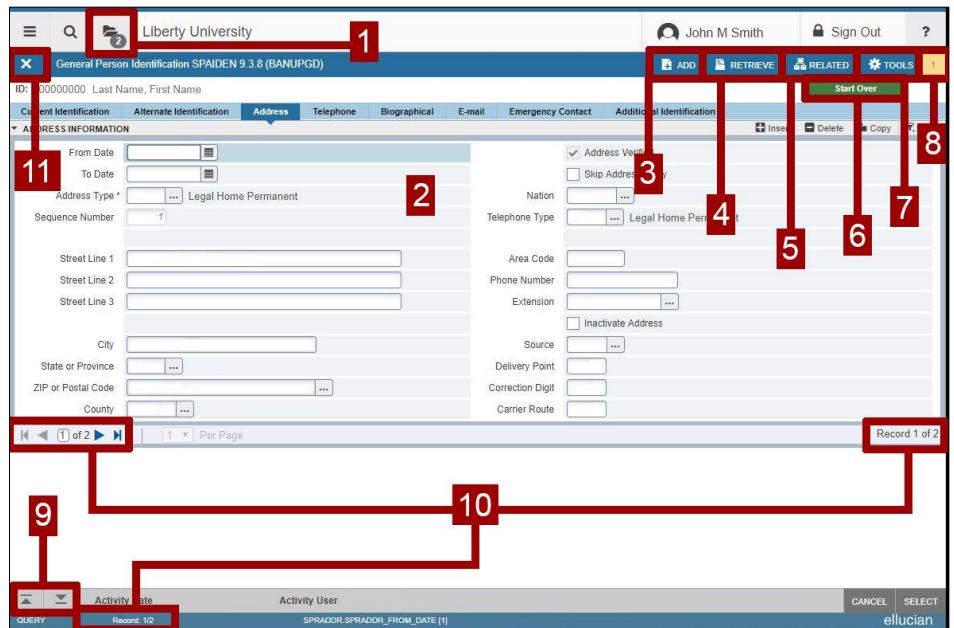 2 Liberty University 1 John M Smith Sign Out ?
General Person Identification SPAIDEN 9.3.8 (BANUPGD) ADD RETRIEVE RELATED TOOLS 1
ID: 00000000 Last Name, First Name Start Over
Current Identification Alternate Identification Address Telephone Biographical E-mail Emergency Contact Additional Identification
ADDRESS INFORMATION Insert Delete Copy
8
From Date Address Verified
11 To Date Skip Address 3
2
Address Type * ... Legal Home Permanent Nation ... 4 7
Sequence Number 1 Telephone Type ... Legal Home Permanent
5 6
Street Line 1 Area Code
Street Line 2 Phone Number
Street Line 3 Extension ...
Inactivate Address
City Source ...
State or Province ... Delivery Point
ZIP or Postal Code ... Correction Digit
County ... Carrier Route
1 of 2 1 Per Page Record 1 of 2
9 10
Activity Date Activity User CANCEL SELECT
QUERY Record: 1/2 SPRADDR.SPRADDR_FROM_DATE [1] ellucian